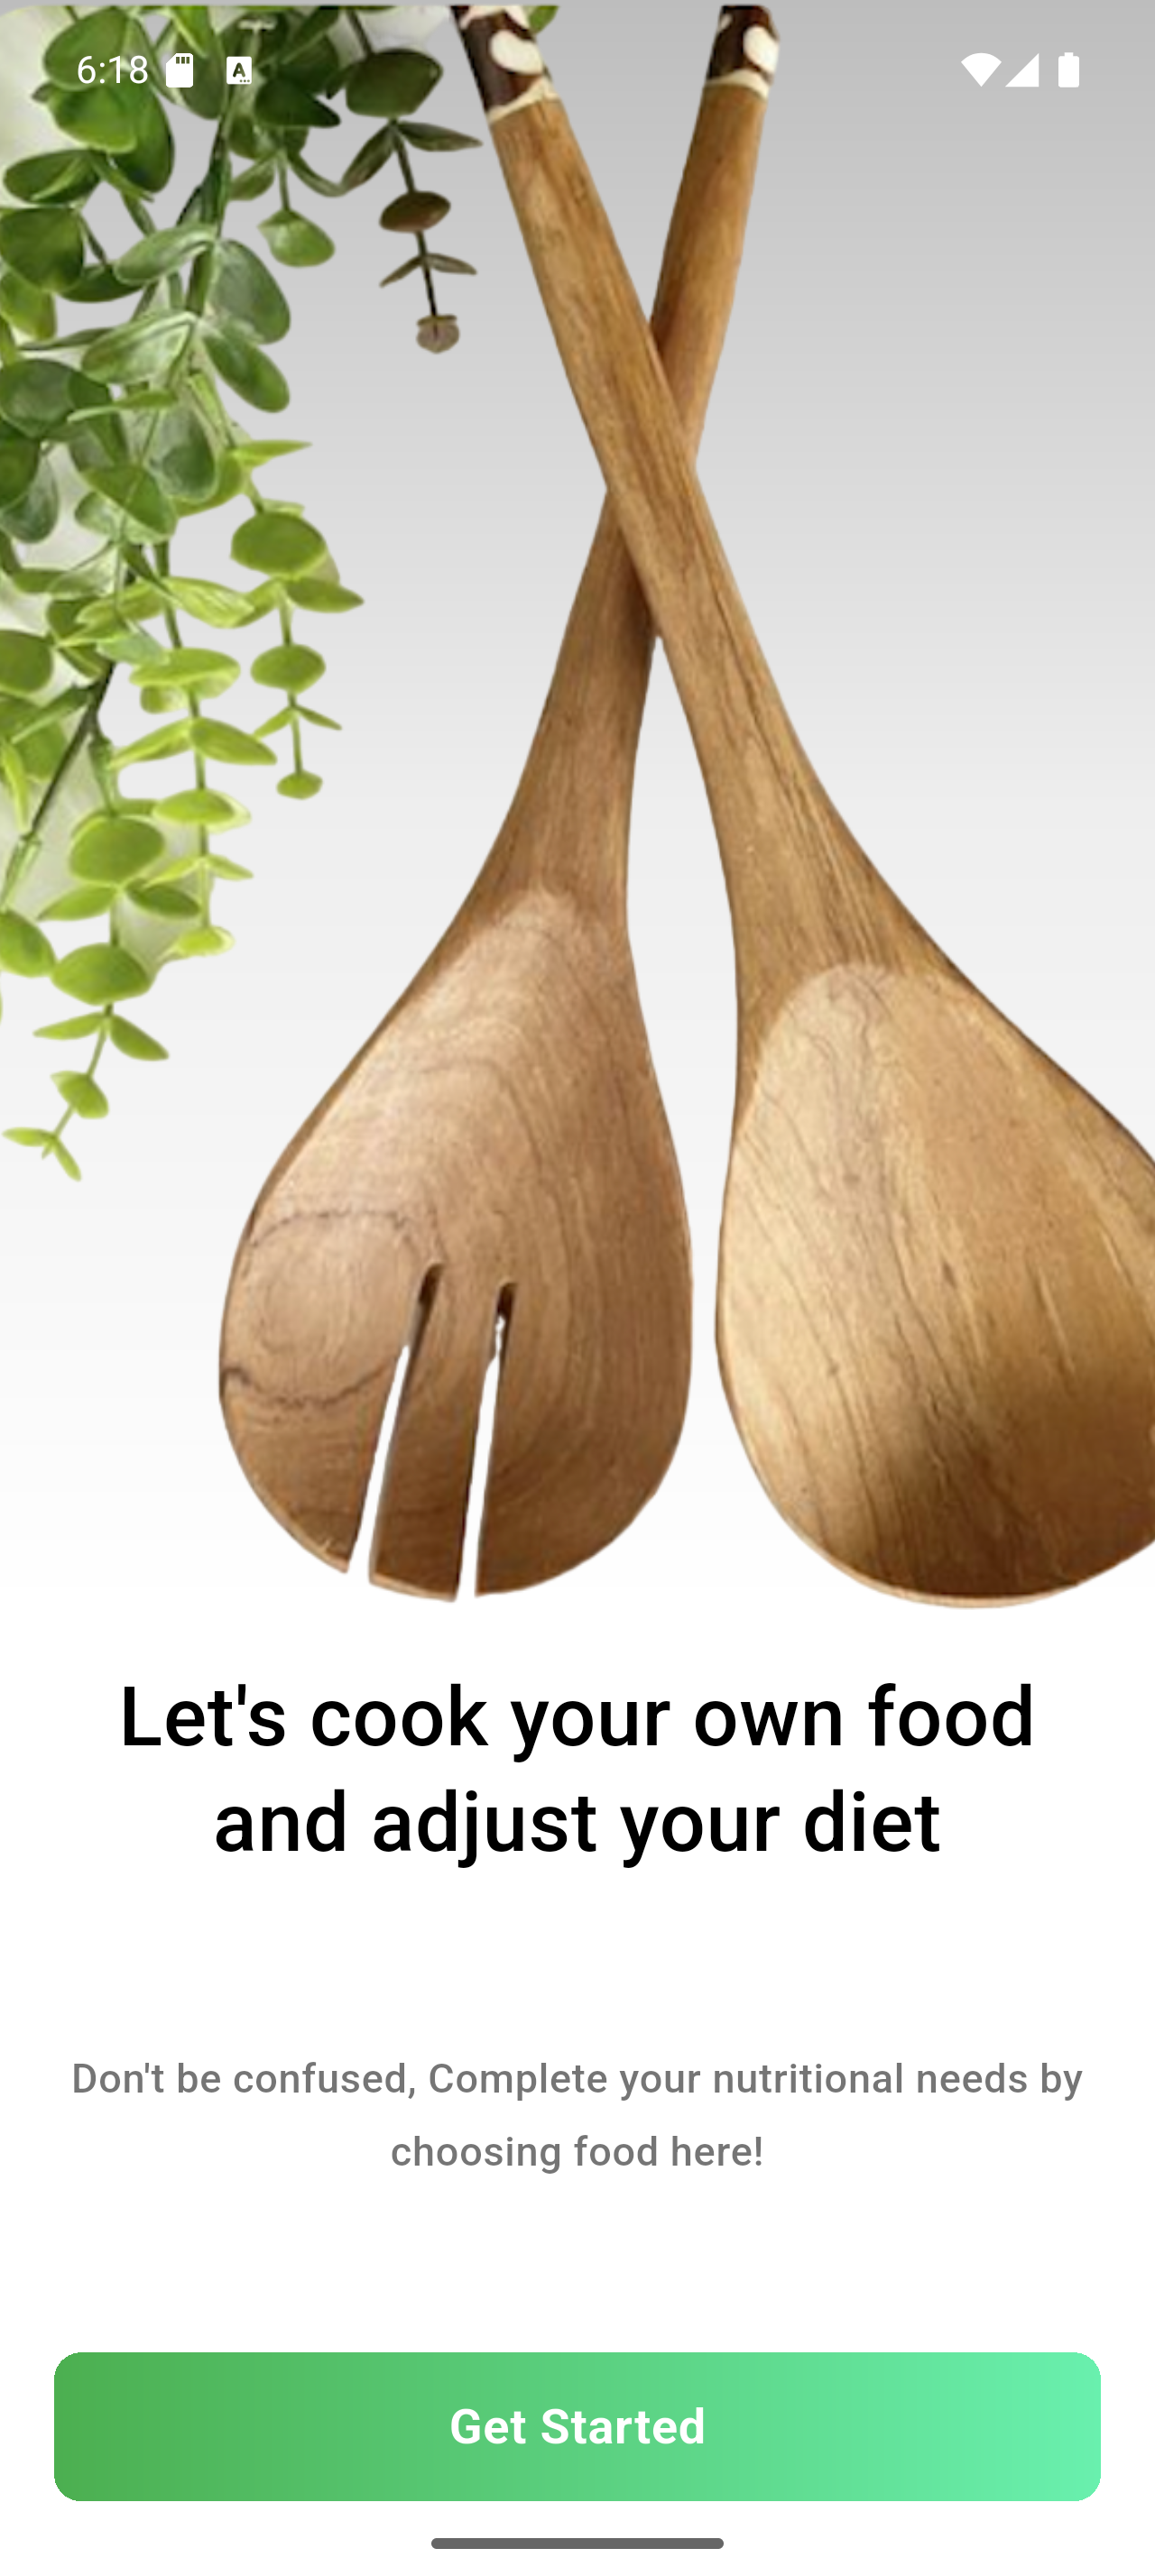 6:18
Let's cook your own food
and adjust your diet
Don't be confused, Complete your nutritional needs by
choosing food here!
Get Started